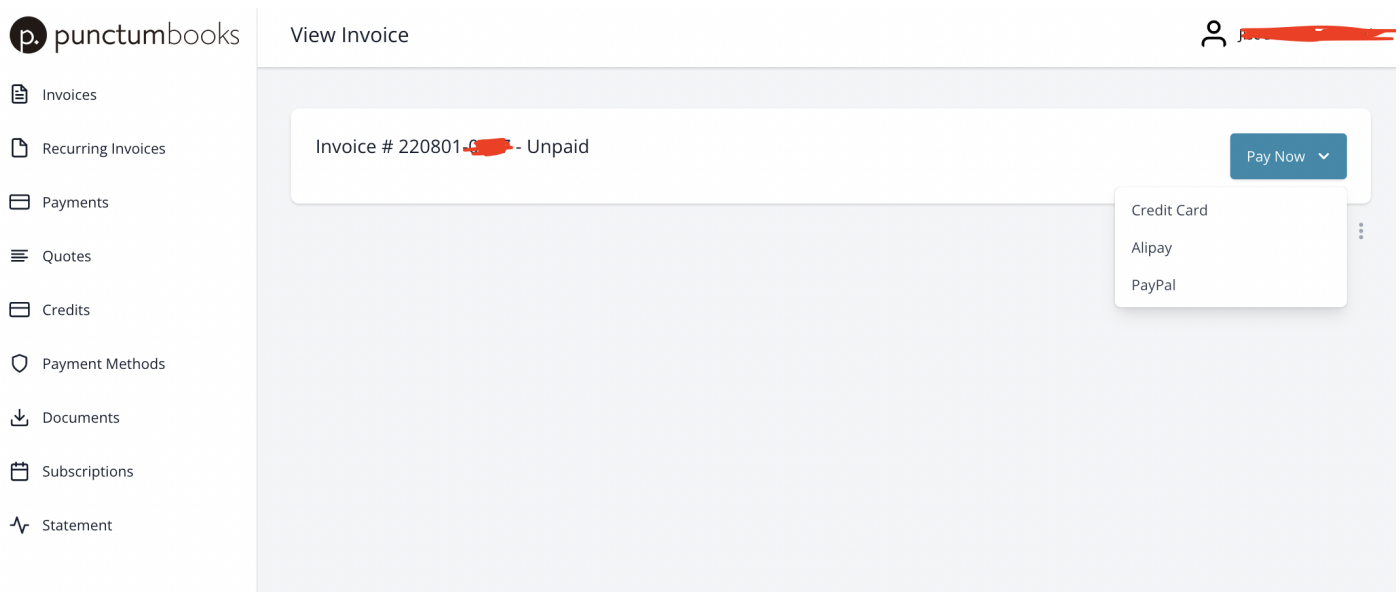 p. punctumbooks
View Invoice
Invoices
Recurring Invoices
Payments
Quotes
Credits
Payment Methods
Documents
Subscriptions
Statement
Invoice # 220801- - Unpaid
Pay Now
Credit Card
Alipay
PayPal